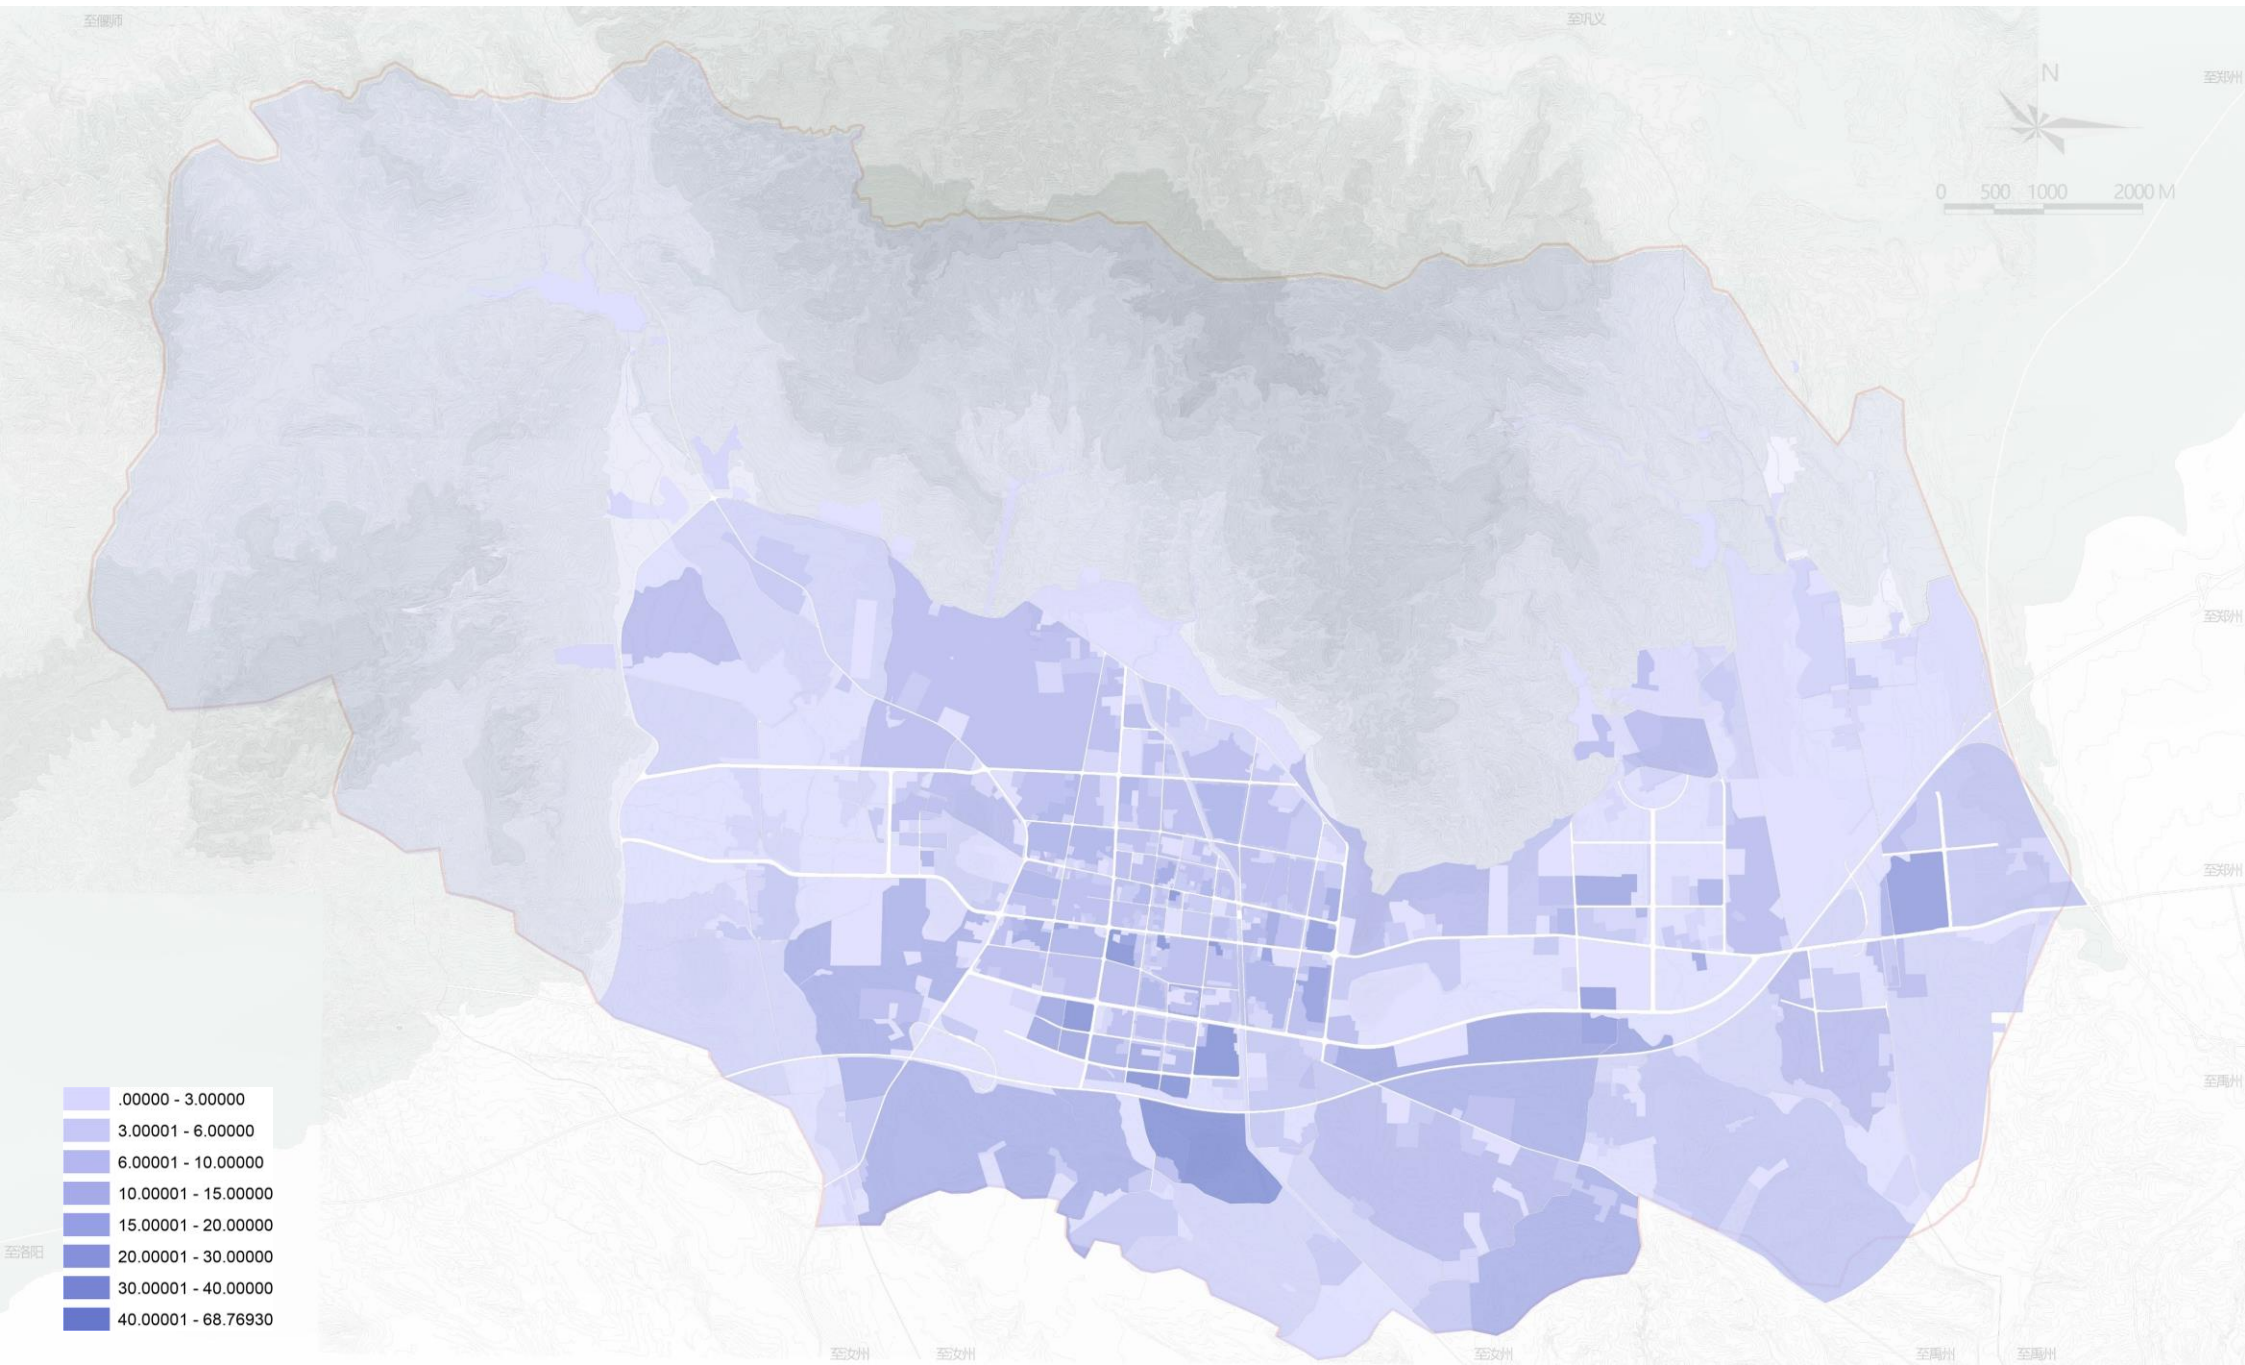 至偃师
至巩义
N
至郑州
0 500 1000 2000 M
至郑州
至郑州
至禹州
.00000 - 3.00000
3.00001 - 6.00000
6.00001 - 10.00000
10.00001 - 15.00000
15.00001 - 20.00000
20.00001 - 30.00000
30.00001 - 40.00000
40.00001 - 68.76930
至洛阳
至汝州
至汝州
至汝州
至禹州
至禹州